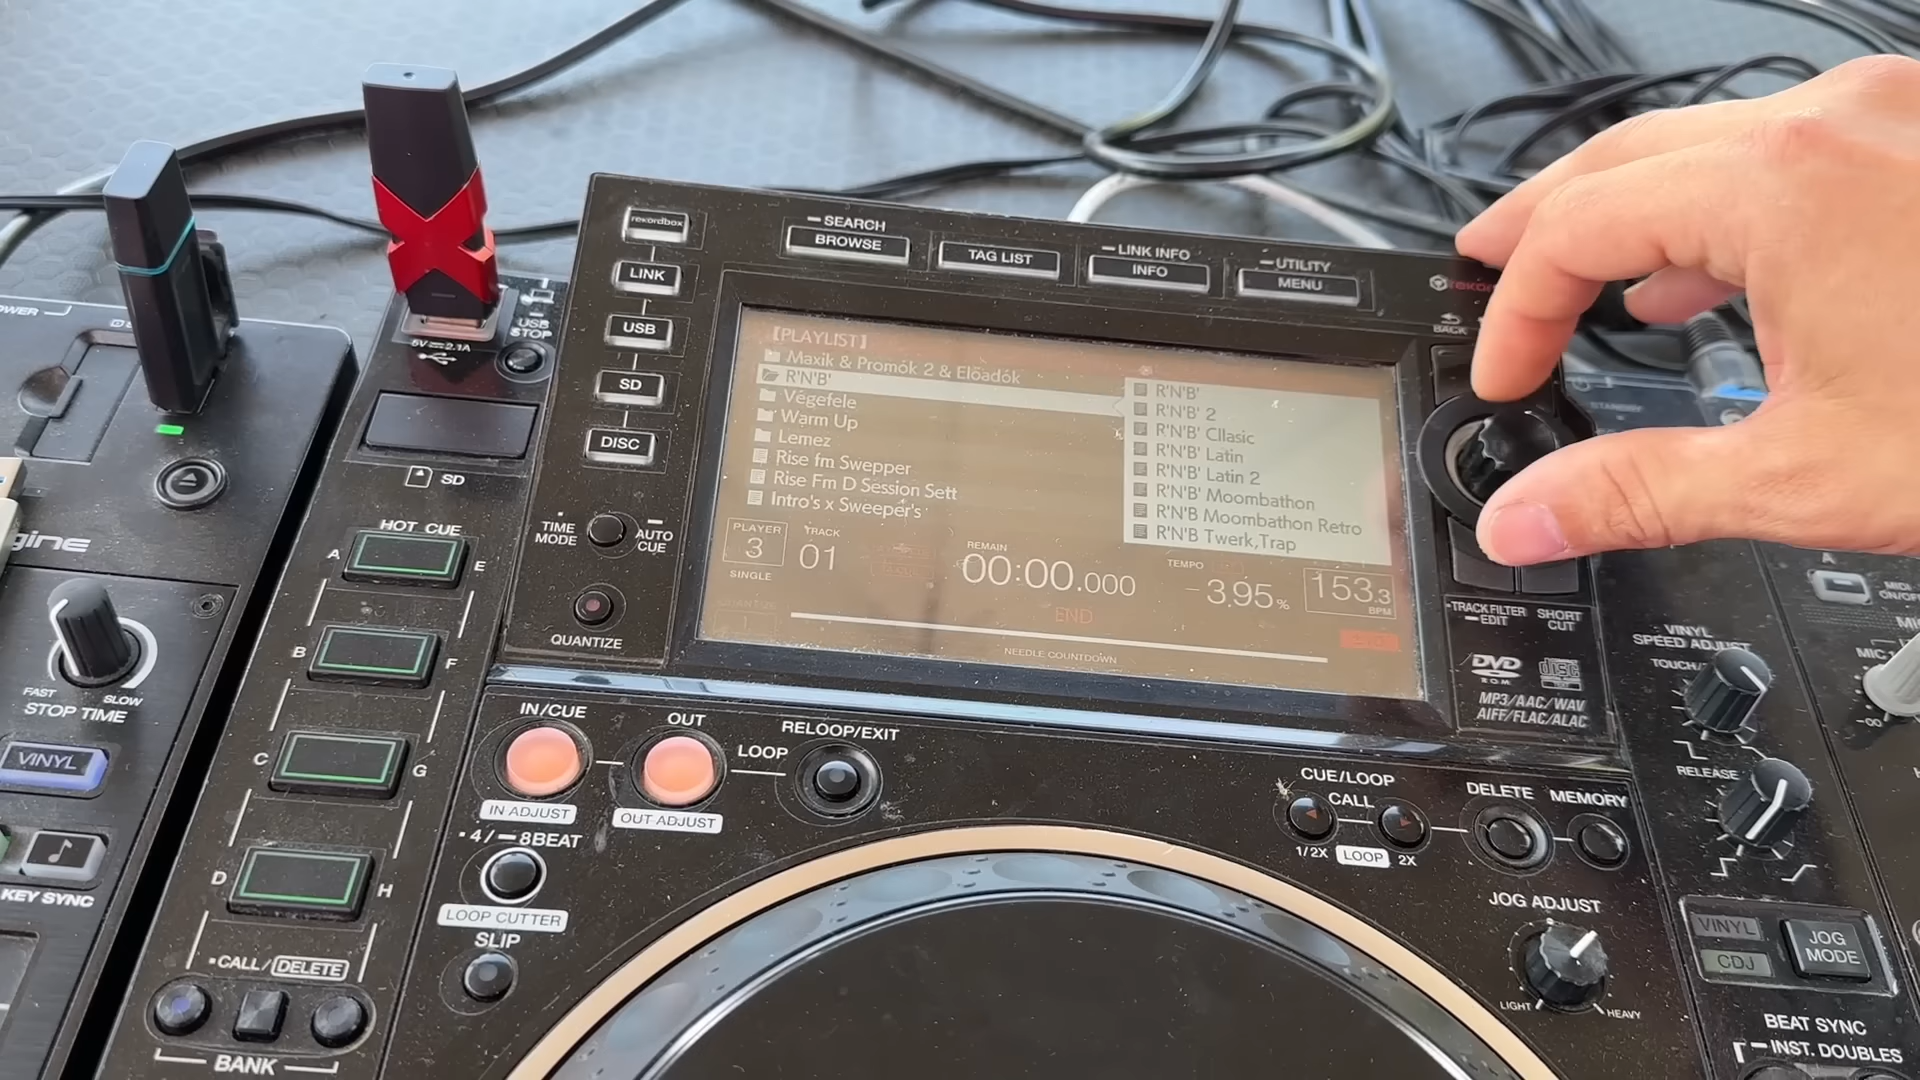 rekordbox
LINK
USB
SD
DISC
SEARCH
BROWSE
TAG LIST
LINK INFO
INFO
UTILITY
MENU
BACK
[PLAYLIST]
Maxik & Promók 2 & Előadók
R'N'B'
Végefele
Warm Up
Lemez
Rise fm Swepper
Rise Fm D Session Sett
Intro's x Sweeper's
R'N'B'
R'N'B' 2
R'N'B' Cllasic
R'N'B' Latin
R'N'B' Latin 2
R'N'B' Moombathon
R'N'B Moombathon Retro
R'N'B Twerk,Trap
PLAYER
3
SINGLE
TRACK
01
REMAIN
00:00.000
END
TEMPO
-3.95%
153.3
BPM
NEEDLE COUNTDOWN
TRACK FILTER
EDIT
SHORT CUT
DVD ROM
disc
MP3/AAC/WAV
AIFF/FLAC/ALAC
USB STOP
5V 2.1A
SD
TIME MODE
AUTO CUE
QUANTIZE
HOT CUE
A
E
B
F
C
G
D
H
CALL/DELETE
BANK
IN/CUE
OUT
RELOOP/EXIT
LOOP
IN ADJUST
OUT ADJUST
4/ 8BEAT
LOOP CUTTER
SLIP
CUE/LOOP
CALL
DELETE
MEMORY
1/2X
LOOP
2X
JOG ADJUST
LIGHT
HEAVY
VINYL
SPEED ADJUST
RELEASE
VINYL
CDJ
JOG MODE
BEAT SYNC
INST. DOUBLES
STANDBY
MIC 1
FAST
SLOW
STOP TIME
VINYL
KEY SYNC